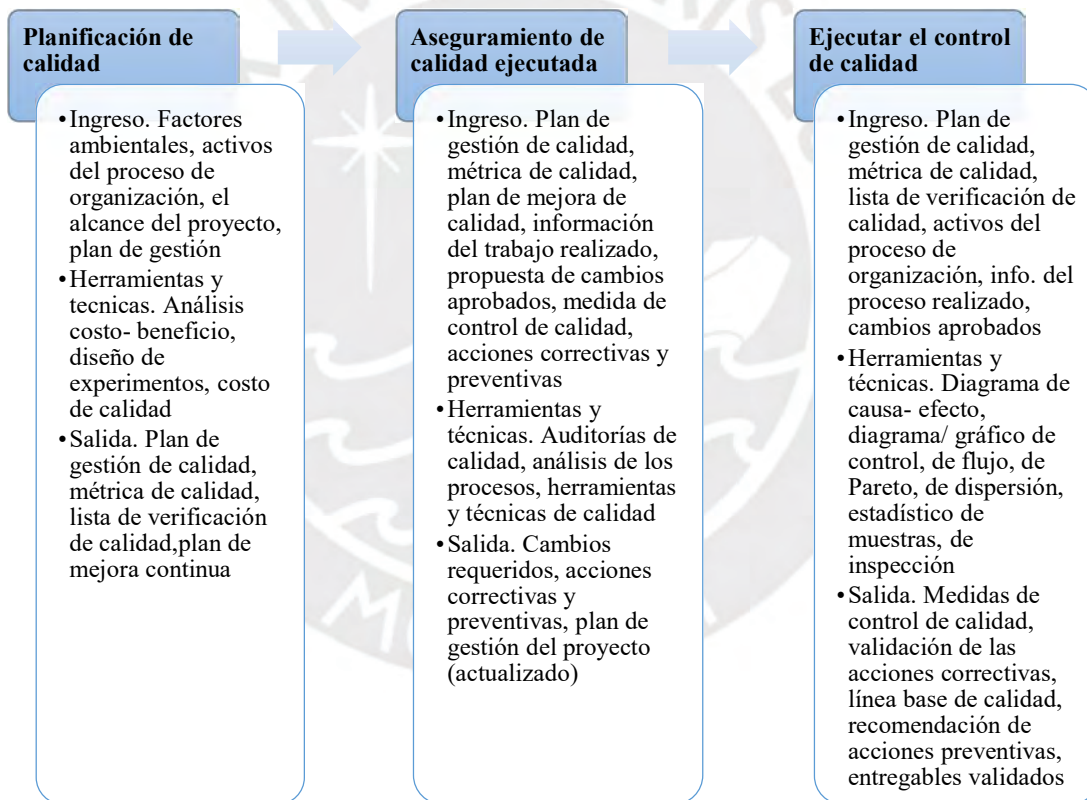 Planificación de
calidad
•Ingreso. Factores
ambientales, activos
del proceso de
organización, el
alcance del proyecto,
plan de gestión
•Herramientas y
tecnicas. Análisis
costo- beneficio,
diseño de
experimentos, costo
de calidad
•Salida. Plan de
gestión de calidad,
métrica de calidad,
lista de verificación
de calidad,plan de
mejora continua
Aseguramiento de
calidad ejecutada
•Ingreso. Plan de
gestión de calidad,
métrica de calidad,
plan de mejora de
calidad, información
del trabajo realizado,
propuesta de cambios
aprobados, medida de
control de calidad,
acciones correctivas y
preventivas
•Herramientas y
técnicas. Auditorías de
calidad, análisis de los
procesos, herramientas
y técnicas de calidad
•Salida. Cambios
requeridos, acciones
correctivas y
preventivas, plan de
gestión del proyecto
(actualizado)
Ejecutar el control
de calidad
•Ingreso. Plan de
gestión de calidad,
métrica de calidad,
lista de verificación de
calidad, activos del
proceso de
organización, info. del
proceso realizado,
cambios aprobados
•Herramientas y
técnicas. Diagrama de
causa- efecto,
diagrama/ gráfico de
control, de flujo, de
Pareto, de dispersión,
estadístico de
muestras, de
inspección
•Salida. Medidas de
control de calidad,
validación de las
acciones correctivas,
línea base de calidad,
recomendación de
acciones preventivas,
entregables validados